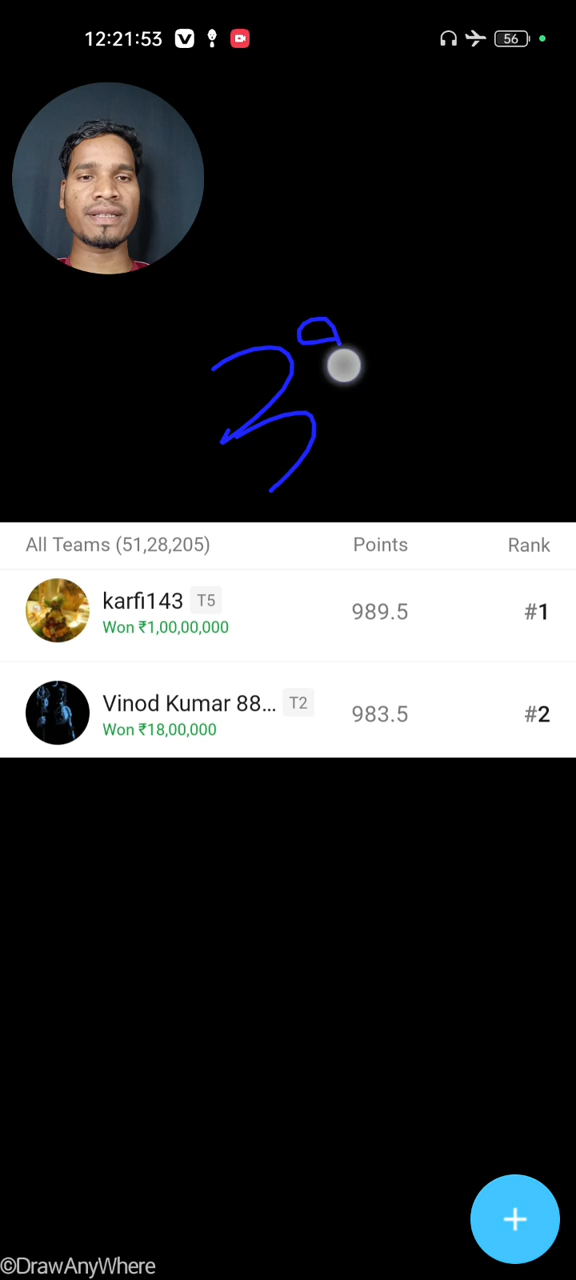 12:21:53 56
3
All Teams (51,28,205) Points Rank
karfi143 T5 989.5 #1
Won ₹1,00,00,000
Vinod Kumar 88... T2 983.5 #2
Won ₹18,00,000
+
©DrawAnyWhere